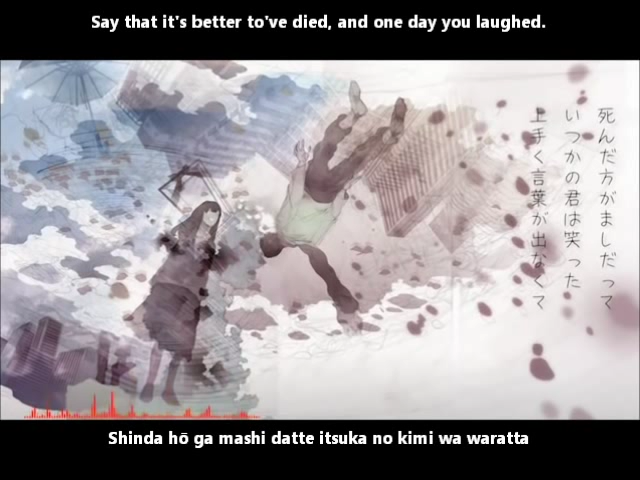 Say that it's better to've died, and one day you laughed.
死んだ方がましだって
いつかの君は笑った
上手く言葉が出なくて
Shinda hō ga mashi datte itsuka no kimi wa waratta